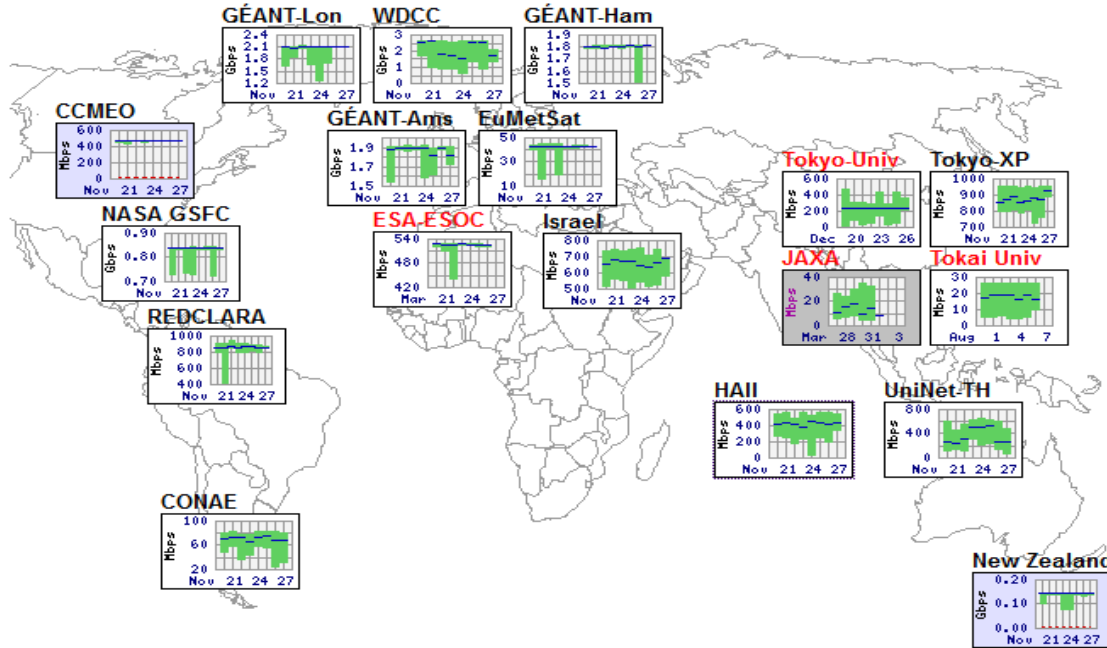 GÉANT-Lon
2.4
2.1
1.8
1.5
1.2
Gbps
Nov 21 24 27
WDCC
3
2
1
0
Gbps
Nov 21 24 27
GÉANT-Ham
1.9
1.8
1.7
1.6
1.5
Gbps
Nov 21 24 27
CCMEO
600
400
200
0
Mbps
Nov 21 24 27
GÉANT-Ams
1.9
1.7
1.5
Gbps
Nov 21 24 27
EuMetSat
50
30
10
Mbps
Nov 21 24 27
Tokyo-Univ
600
400
200
0
Mbps
Dec 20 23 26
Tokyo-XP
1000
900
800
700
Mbps
Nov 21 24 27
NASA GSFC
0.90
0.80
0.70
Gbps
Nov 21 24 27
ESA-ESOC
540
480
420
Mbps
Mar 21 24 27
Israel
800
700
600
500
Mbps
Nov 21 24 27
JAXA
40
20
0
Mbps
Mar 28 31 3
Tokai Univ
30
20
10
0
Mbps
Aug 1 4 7
REDCLARA
1000
800
600
400
Mbps
Nov 21 24 27
HAII
600
400
200
0
Mbps
Nov 21 24 27
UniNet-TH
800
400
0
Mbps
Nov 21 24 27
CONAE
100
60
20
Mbps
Nov 21 24 27
New Zealand
0.20
0.10
0.00
Gbps
Nov 21 24 27